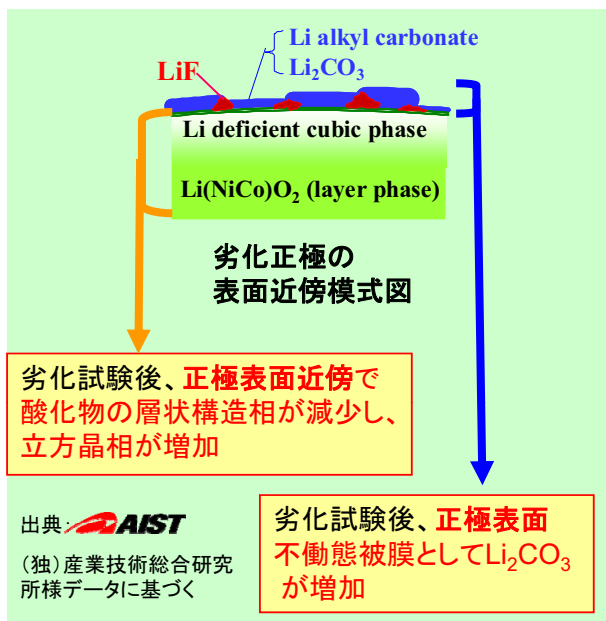 Li alkyl carbonate
Li₂CO₃
LiF
Li deficient cubic phase
Li(NiCo)O₂ (layer phase)
劣化正極の
表面近傍模式図
劣化試験後、正極表面近傍で
酸化物の層状構造相が減少し、
立方晶相が増加
出典: AIST
（独）産業技術総合研究
所様データに基づく
劣化試験後、正極表面
不働態被膜としてLi₂CO₃
が増加